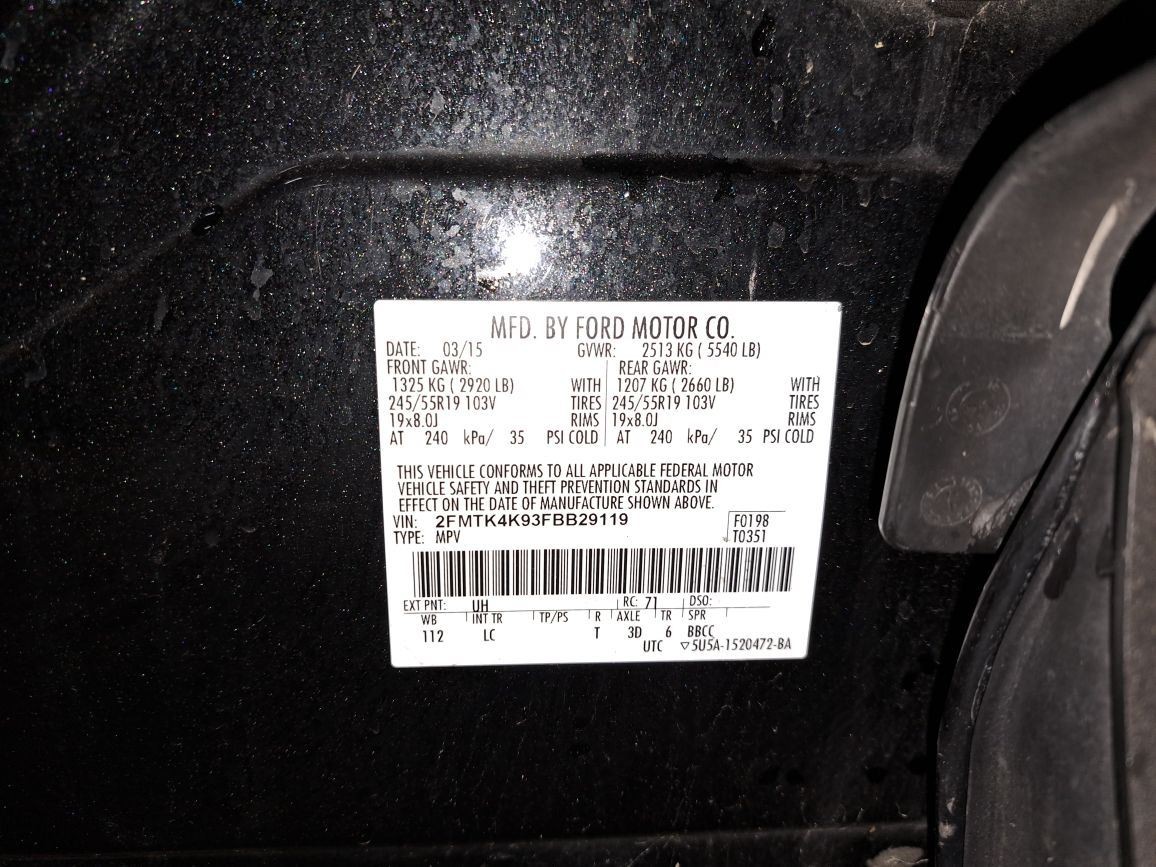 MFD. BY FORD MOTOR CO.
DATE: 03/15 GVWR: 2513 KG ( 5540 LB)
FRONT GAWR: REAR GAWR:
1325 KG ( 2920 LB) WITH 1207 KG ( 2660 LB) WITH
245/55R19 103V TIRES 245/55R19 103V TIRES
19x8.0J RIMS 19x8.0J RIMS
AT 240 kPa/ 35 PSI COLD AT 240 kPa/ 35 PSI COLD
THIS VEHICLE CONFORMS TO ALL APPLICABLE FEDERAL MOTOR
VEHICLE SAFETY AND THEFT PREVENTION STANDARDS IN
EFFECT ON THE DATE OF MANUFACTURE SHOWN ABOVE.
VIN: 2FMTK4K93FBB29119 F0198
TYPE: MPV T0351
EXT PNT: UH RC: 71 DSO:
WB INT TR TP/PS R AXLE TR SPR
112 LC T 3D 6 BBCC
UTC ▽5U5A-1520472-BA